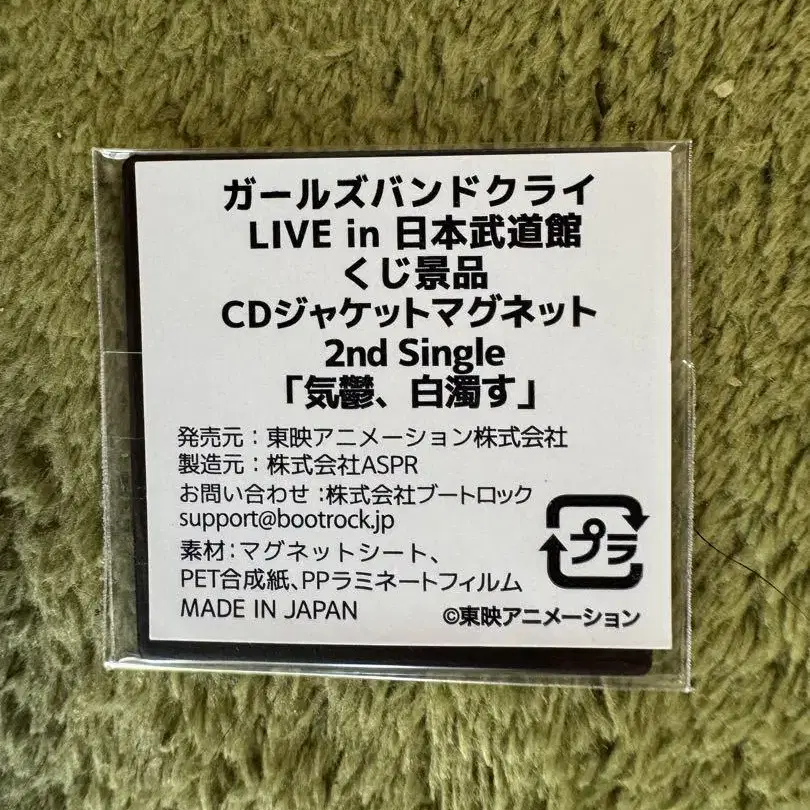 ガールズバンドクライ
LIVE in 日本武道館
くじ景品
CDジャケットマグネット
2nd Single
「気鬱、白濁す」
発売元：東映アニメーション株式会社
製造元：株式会社ASPR
お問い合わせ：株式会社ブートロック
support@bootrock.jp
素材：マグネットシート、
PET合成紙、PPラミネートフィルム
MADE IN JAPAN
プラ
©東映アニメーション